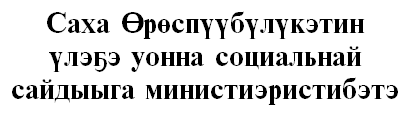 Саха Өрөспүүбүлүкэтин
үлэҕэ уонна социальнай
сайдыыга министиэристибэтэ